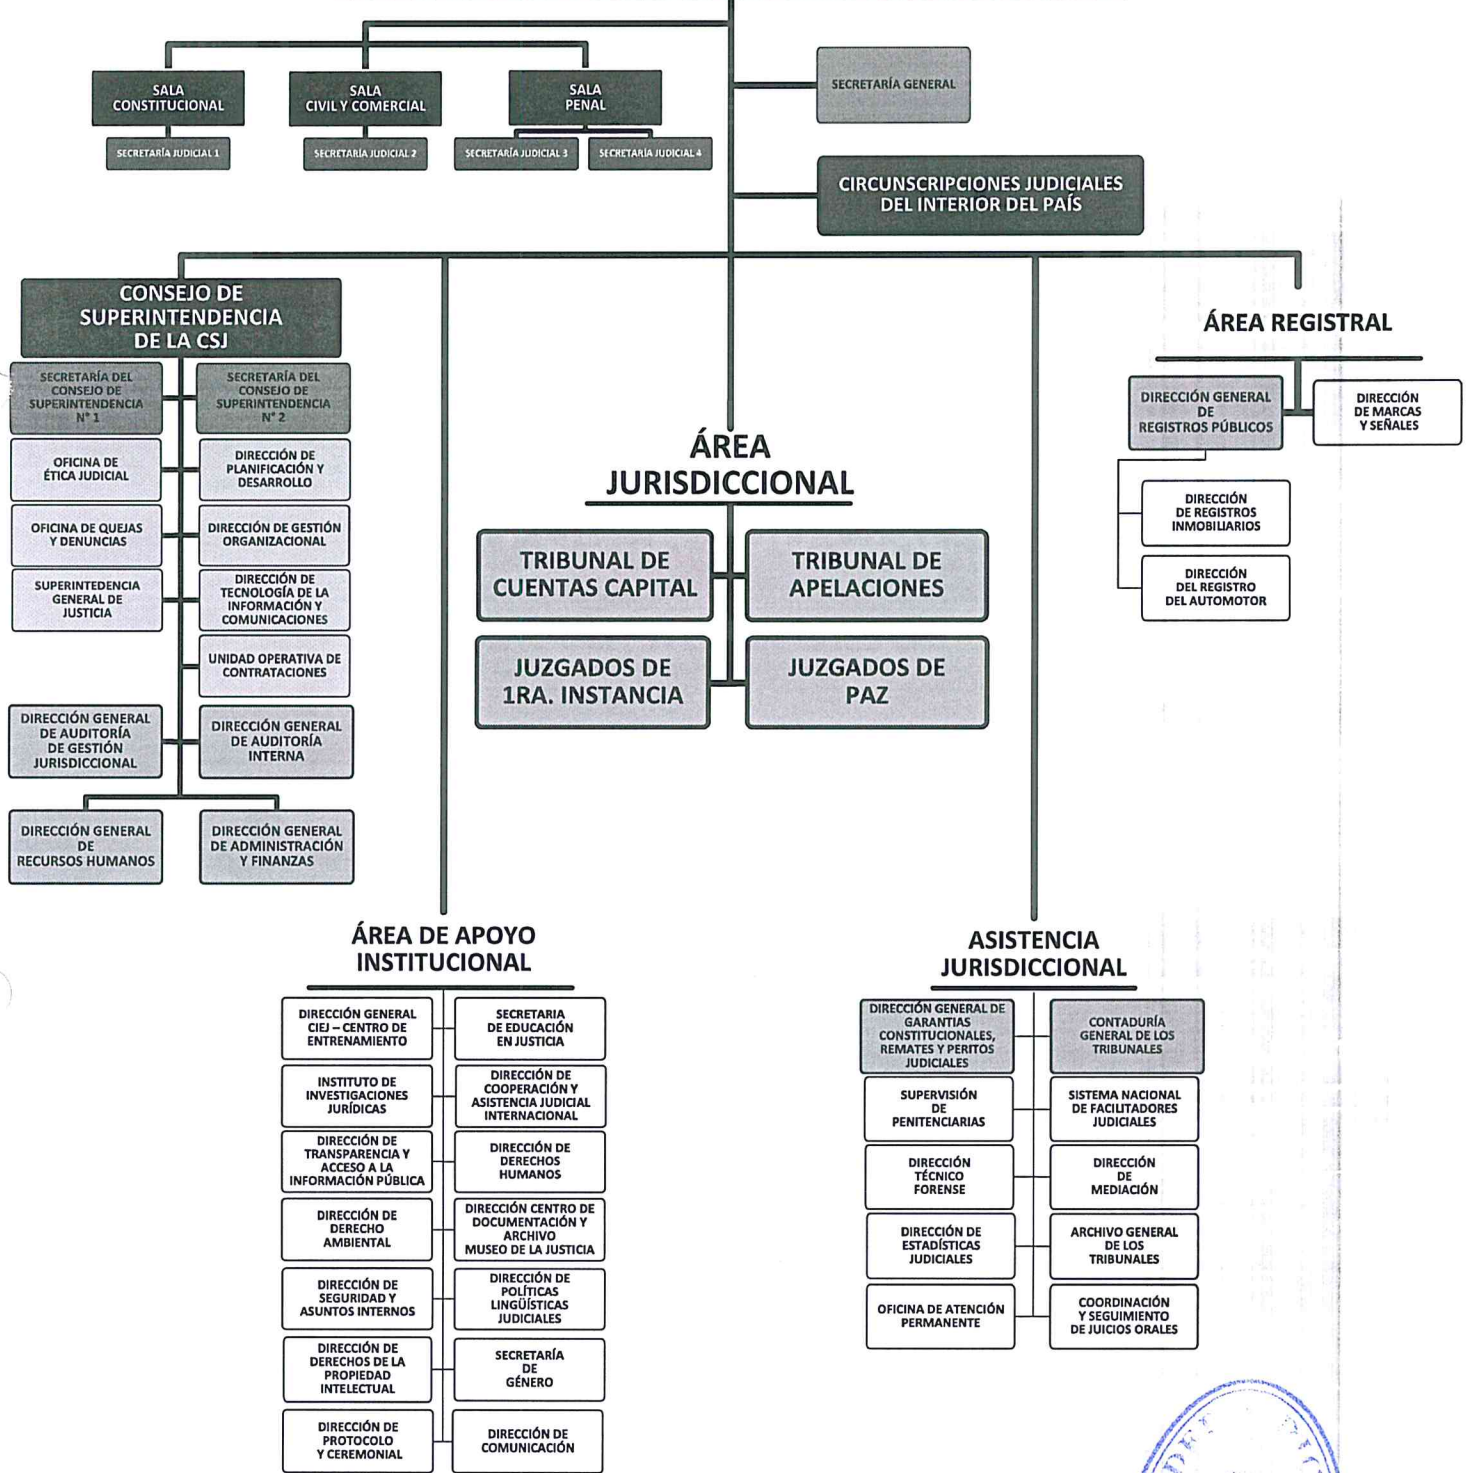 SALA
CONSTITUCIONAL
SALA
CIVIL Y COMERCIAL
SALA
PENAL
SECRETARÍA JUDICIAL 1
SECRETARÍA JUDICIAL 2
SECRETARÍA JUDICIAL 3
SECRETARÍA JUDICIAL 4
SECRETARÍA GENERAL
CIRCUNSCRIPCIONES JUDICIALES
DEL INTERIOR DEL PAÍS
CONSEJO DE
SUPERINTENDENCIA
DE LA CSJ
SECRETARÍA DEL
CONSEJO DE
SUPERINTENDENCIA
N° 1
SECRETARÍA DEL
CONSEJO DE
SUPERINTENDENCIA
N° 2
OFICINA DE
ÉTICA JUDICIAL
DIRECCIÓN DE
PLANIFICACIÓN Y
DESARROLLO
OFICINA DE QUEJAS
Y DENUNCIAS
DIRECCIÓN DE GESTIÓN
ORGANIZACIONAL
SUPERINTEDENCIA
GENERAL DE
JUSTICIA
DIRECCIÓN DE
TECNOLOGÍA DE LA
INFORMACIÓN Y
COMUNICACIONES
UNIDAD OPERATIVA DE
CONTRATACIONES
DIRECCIÓN GENERAL
DE AUDITORÍA
DE GESTIÓN
JURISDICCIONAL
DIRECCIÓN GENERAL
DE AUDITORÍA
INTERNA
DIRECCIÓN GENERAL
DE
RECURSOS HUMANOS
DIRECCIÓN GENERAL
DE ADMINISTRACIÓN
Y FINANZAS
ÁREA
JURISDICCIONAL
TRIBUNAL DE
CUENTAS CAPITAL
TRIBUNAL DE
APELACIONES
JUZGADOS DE
1RA. INSTANCIA
JUZGADOS DE
PAZ
ÁREA REGISTRAL
DIRECCIÓN GENERAL
DE
REGISTROS PÚBLICOS
DIRECCIÓN
DE MARCAS
Y SEÑALES
DIRECCIÓN
DE REGISTROS
INMOBILIARIOS
DIRECCIÓN
DEL REGISTRO
DEL AUTOMOTOR
ÁREA DE APOYO
INSTITUCIONAL
DIRECCIÓN GENERAL
CIEJ – CENTRO DE
ENTRENAMIENTO
SECRETARIA
DE EDUCACIÓN
EN JUSTICIA
INSTITUTO DE
INVESTIGACIONES
JURÍDICAS
DIRECCIÓN DE
COOPERACIÓN Y
ASISTENCIA JUDICIAL
INTERNACIONAL
DIRECCIÓN DE
TRANSPARENCIA Y
ACCESO A LA
INFORMACIÓN PÚBLICA
DIRECCIÓN DE
DERECHOS
HUMANOS
DIRECCIÓN DE
DERECHO
AMBIENTAL
DIRECCIÓN CENTRO DE
DOCUMENTACIÓN Y
ARCHIVO
MUSEO DE LA JUSTICIA
DIRECCIÓN DE
SEGURIDAD Y
ASUNTOS INTERNOS
DIRECCIÓN DE
POLÍTICAS
LINGÜÍSTICAS
JUDICIALES
DIRECCIÓN DE
DERECHOS DE LA
PROPIEDAD
INTELECTUAL
SECRETARÍA
DE
GÉNERO
DIRECCIÓN DE
PROTOCOLO
Y CEREMONIAL
DIRECCIÓN DE
COMUNICACIÓN
ASISTENCIA
JURISDICCIONAL
DIRECCIÓN GENERAL DE
GARANTIAS
CONSTITUCIONALES,
REMATES Y PERITOS
JUDICIALES
CONTADURÍA
GENERAL DE LOS
TRIBUNALES
SUPERVISIÓN
DE
PENITENCIARIAS
SISTEMA NACIONAL
DE FACILITADORES
JUDICIALES
DIRECCIÓN
TÉCNICO
FORENSE
DIRECCIÓN
DE
MEDIACIÓN
DIRECCIÓN DE
ESTADÍSTICAS
JUDICIALES
ARCHIVO GENERAL
DE LOS
TRIBUNALES
OFICINA DE ATENCIÓN
PERMANENTE
COORDINACIÓN
Y SEGUIMIENTO
DE JUICIOS ORALES